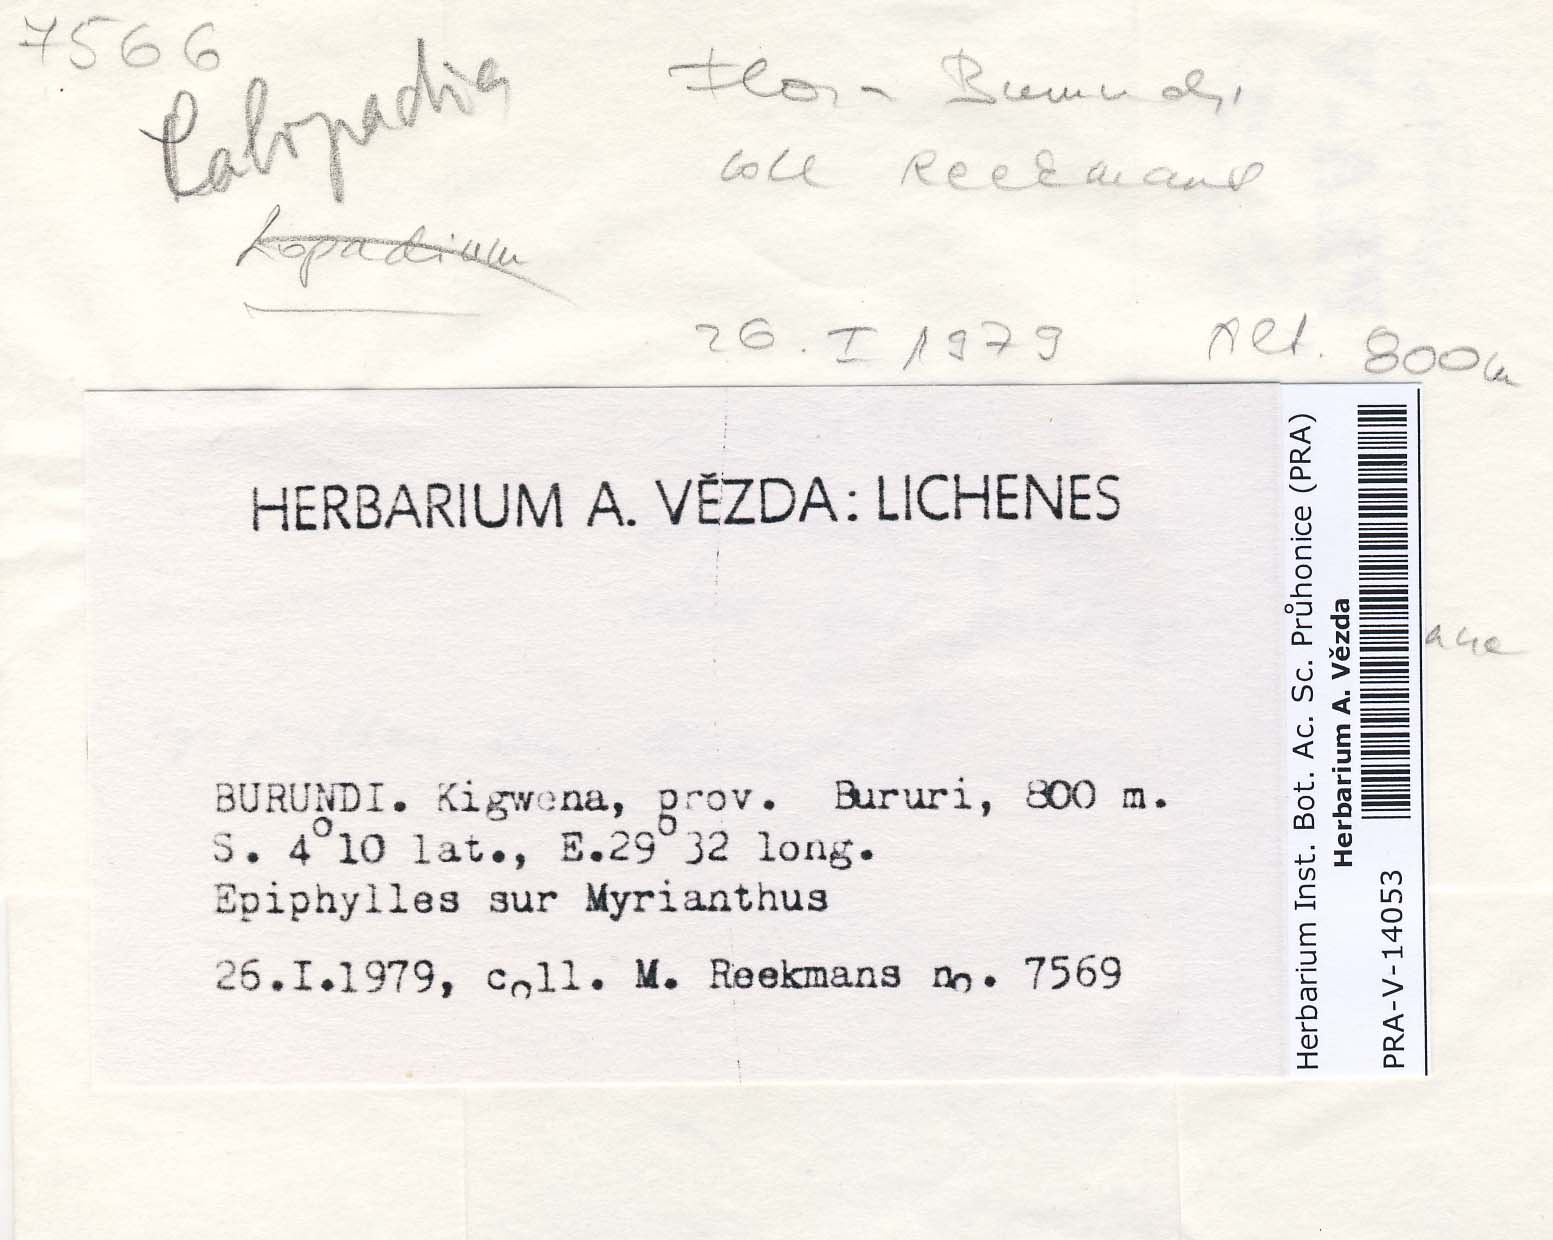 7566
Calopadia
Flora Burundi
Lopadium
coll Reekmans
26. I 1979 Alt. 800m
HERBARIUM A. VĚZDA: LICHENES
BURUNDI. Kigwena, prov. Bururi, 800 m.
S. 4°10 lat., E.29°32 long.
Epiphylles sur Myrianthus
26.I.1979, coll. M. Reekmans no. 7569
Herbarium Inst. Bot. Ac. Sc. Průhonice (PRA)
Herbarium A. Vězda
PRA-V-14053